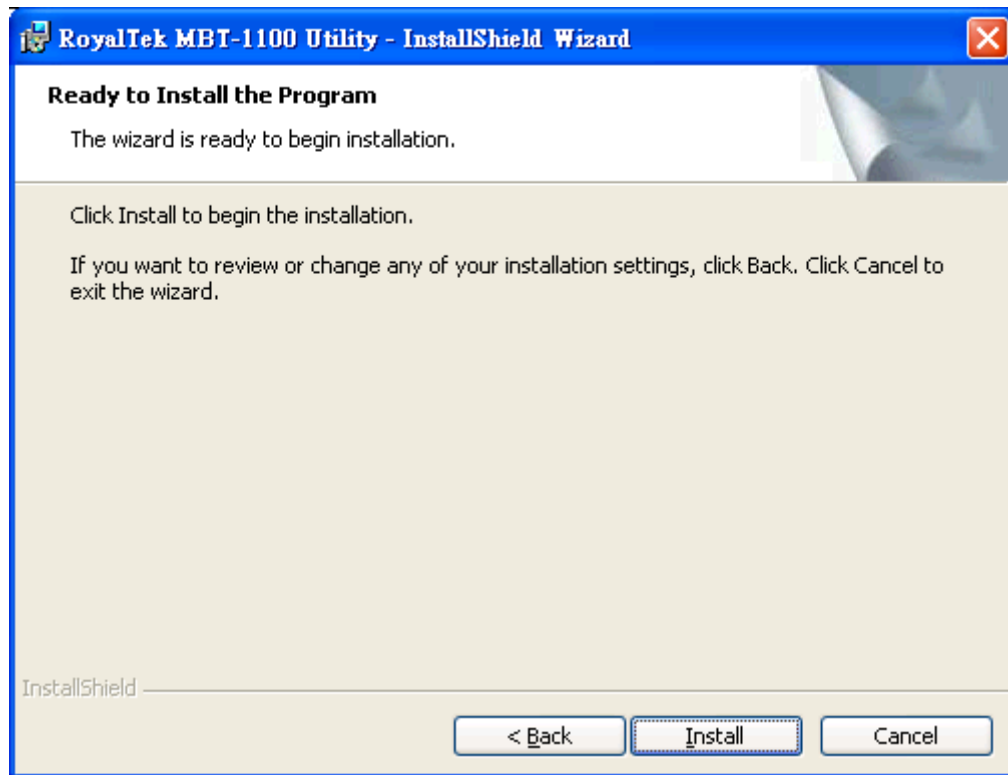 RoyalTek MBT-1100 Utility - InstallShield Wizard
Ready to Install the Program
The wizard is ready to begin installation.
Click Install to begin the installation.
If you want to review or change any of your installation settings, click Back. Click Cancel to
exit the wizard.
InstallShield
< Back Install Cancel